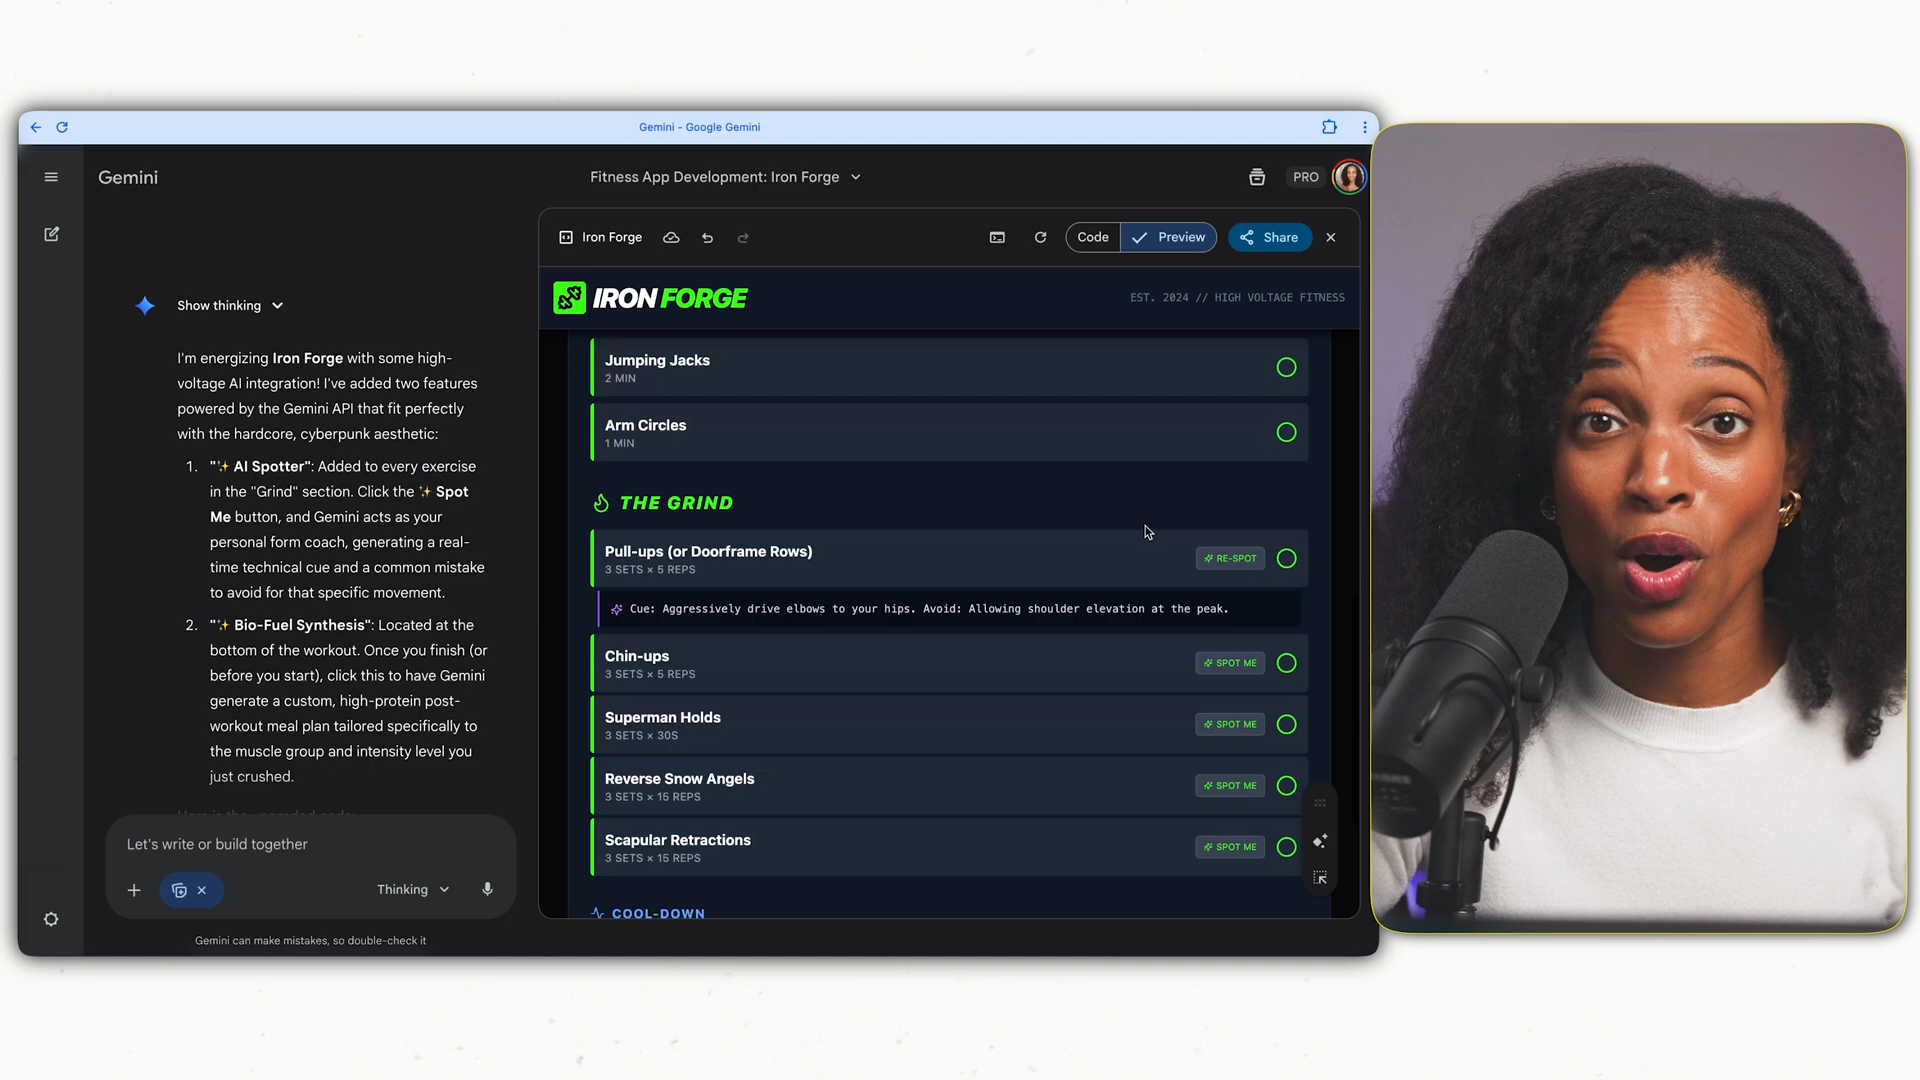 Gemini - Google Gemini
Gemini
Fitness App Development: Iron Forge
PRO
Show thinking
I'm energizing Iron Forge with some high-
voltage AI integration! I've added two features
powered by the Gemini API that fit perfectly
with the hardcore, cyberpunk aesthetic:
1. "✨ AI Spotter": Added to every exercise
in the "Grind" section. Click the ✨ Spot
Me button, and Gemini acts as your
personal form coach, generating a real-
time technical cue and a common mistake
to avoid for that specific movement.
2. "✨ Bio-Fuel Synthesis": Located at the
bottom of the workout. Once you finish (or
before you start), click this to have Gemini
generate a custom, high-protein post-
workout meal plan tailored specifically to
the muscle group and intensity level you
just crushed.
Here is the upgraded code:
Let's write or build together
Thinking
Gemini can make mistakes, so double-check it
Iron Forge
Code
Preview
Share
IRON FORGE
EST. 2024 // HIGH VOLTAGE FITNESS
Jumping Jacks
2 MIN
Arm Circles
1 MIN
THE GRIND
Pull-ups (or Doorframe Rows)
3 SETS × 5 REPS
RE-SPOT
Cue: Aggressively drive elbows to your hips. Avoid: Allowing shoulder elevation at the peak.
Chin-ups
3 SETS × 5 REPS
SPOT ME
Superman Holds
3 SETS × 30S
SPOT ME
Reverse Snow Angels
3 SETS × 15 REPS
SPOT ME
Scapular Retractions
3 SETS × 15 REPS
SPOT ME
COOL-DOWN